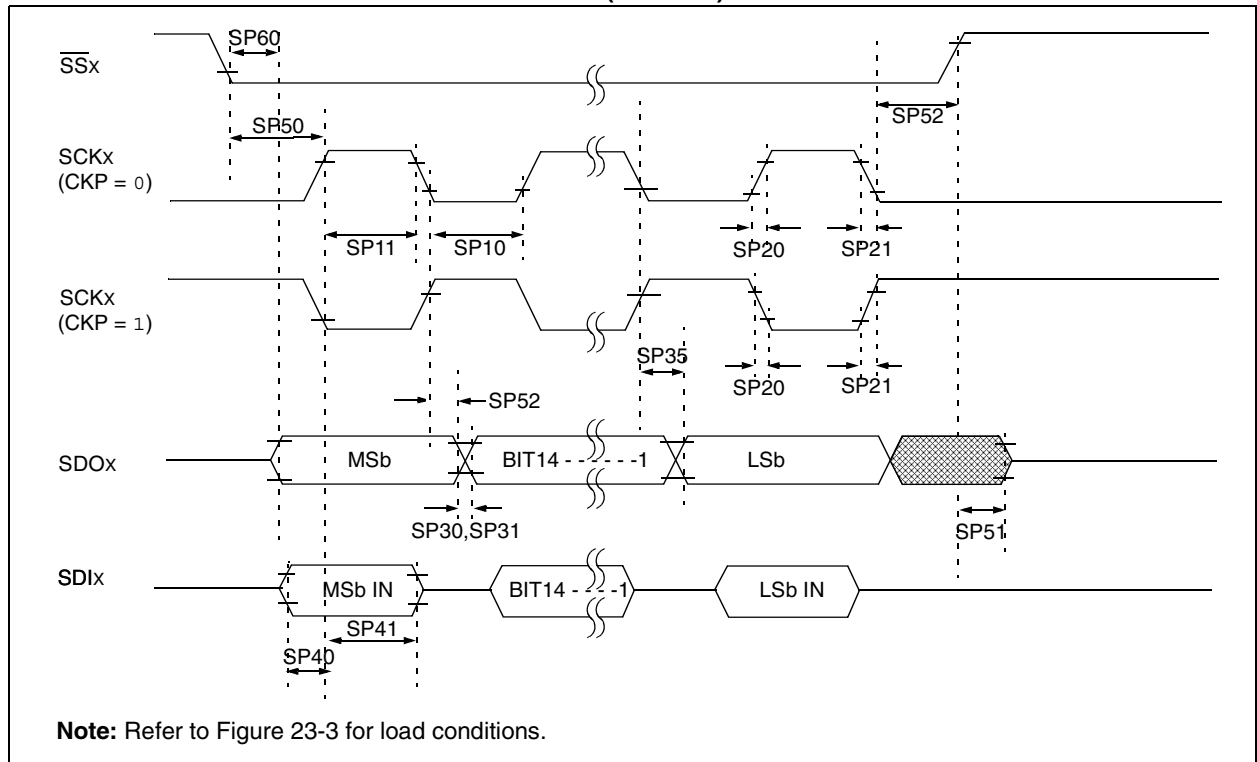 SP60
SSx
SP52
SP50
SCKx
(CKP = 0)
SP11
SP10
SP20
SP21
SCKx
(CKP = 1)
SP35
SP20
SP21
SP52
SDOx
MSb
BIT14 - - - - - -1
LSb
SP30,SP31
SP51
SDIx
MSb IN
BIT14 - - - -1
LSb IN
SP41
SP40
Note: Refer to Figure 23-3 for load conditions.